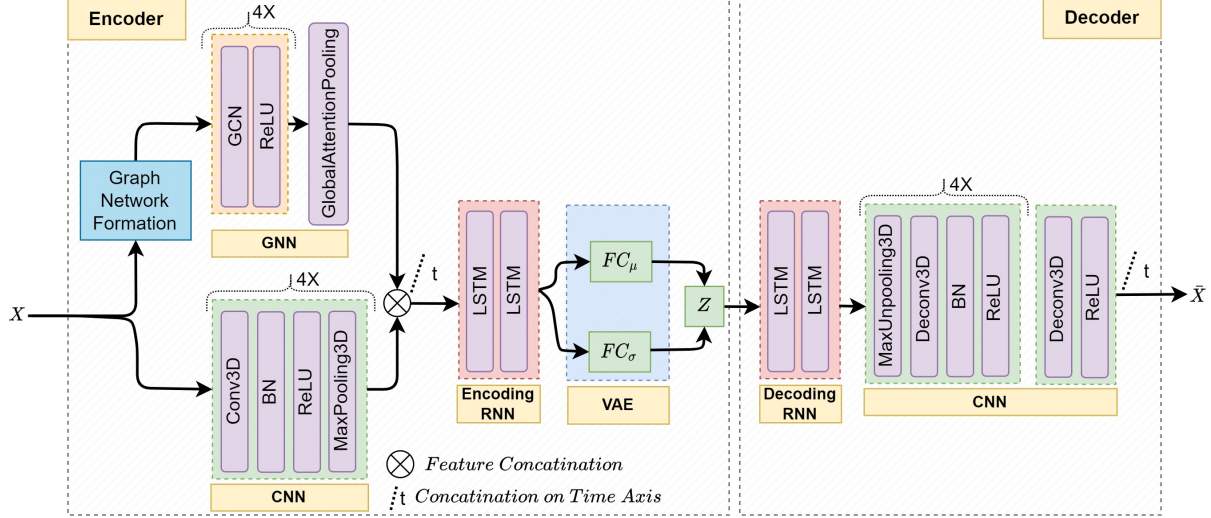 Encoder
Decoder
4X
GCN
ReLU
GlobalAttentionPooling
Graph
Network
Formation
GNN
4X
X
Conv3D
BN
ReLU
MaxPooling3D
CNN
t
LSTM
LSTM
Encoding
RNN
FCμ
FCσ
VAE
Z
LSTM
LSTM
Decoding
RNN
4X
MaxUnpooling3D
Deconv3D
BN
ReLU
Deconv3D
ReLU
CNN
t
X̄
Feature Concatination
t Concatination on Time Axis